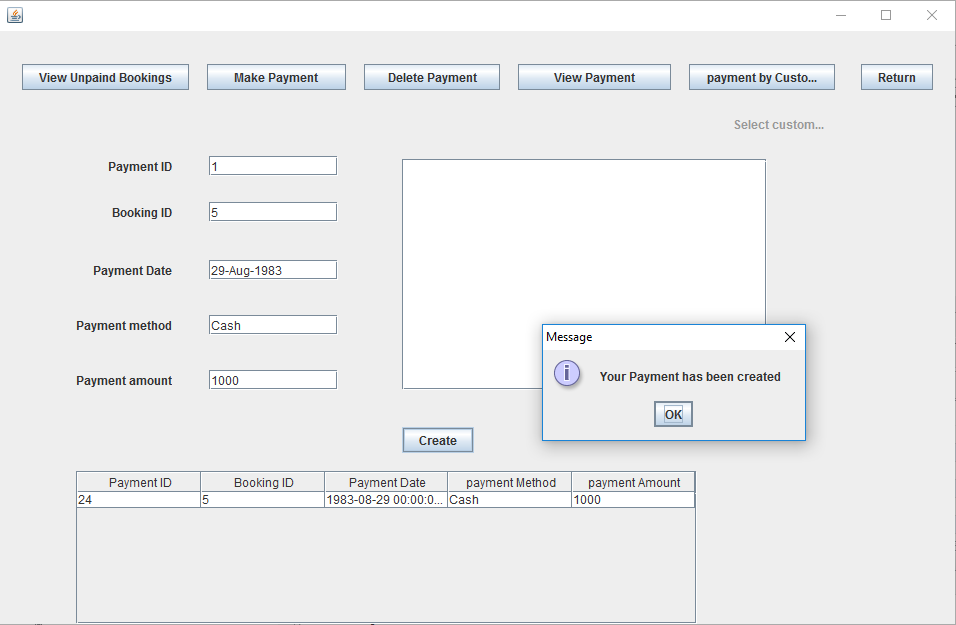 View Unpaind Bookings Make Payment Delete Payment View Payment payment by Custo... Return
Select custom...
Payment ID 1
Booking ID 5
Payment Date 29-Aug-1983
Payment method Cash
Message
Payment amount 1000
Your Payment has been created
OK
Create
Payment ID Booking ID Payment Date payment Method payment Amount
24 5 1983-08-29 00:00:0... Cash 1000